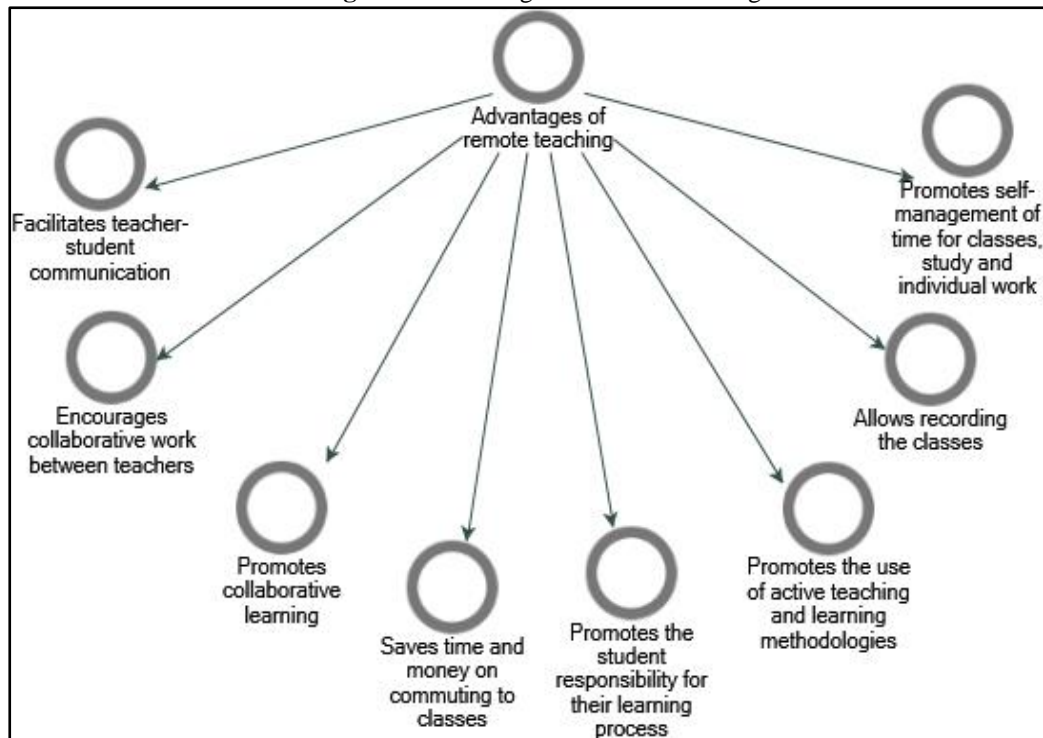 Advantages of
remote teaching
Facilitates teacher-
student
communication
Promotes self-
management of
time for classes,
study and
individual work
Encourages
collaborative work
between teachers
Allows recording
the classes
Promotes
collaborative
learning
Saves time and
money on
commuting to
classes
Promotes the
student
responsibility for
their learning
process
Promotes the use
of active teaching
and learning
methodologies